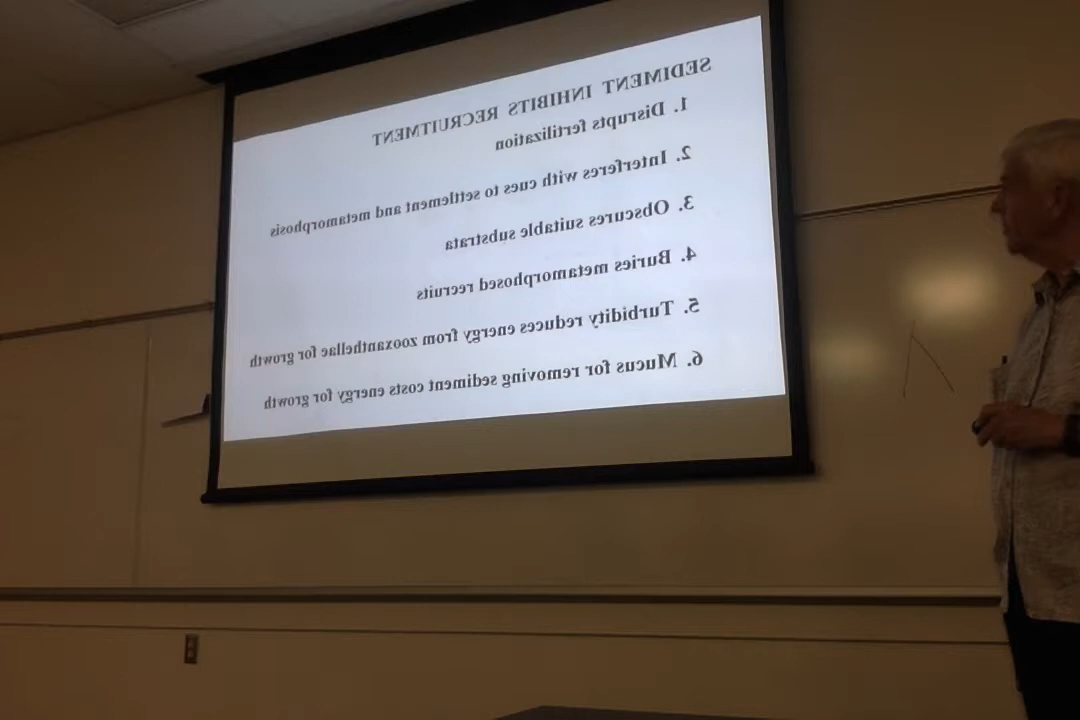 SEDIMENT INHIBITS RECRUITMENT
1. Disrupts fertilization
2. Interferes with cues to settlement and metamorphosis
3. Obscures suitable substrata
4. Buries metamorphosed recruits
5. Turbidity reduces energy from zooxanthellae for growth
6. Mucus for removing sediment costs energy for growth